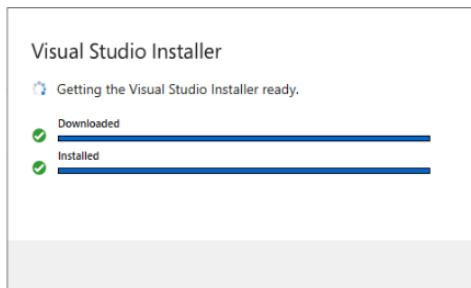 Visual Studio Installer
Getting the Visual Studio Installer ready.
Downloaded
Installed